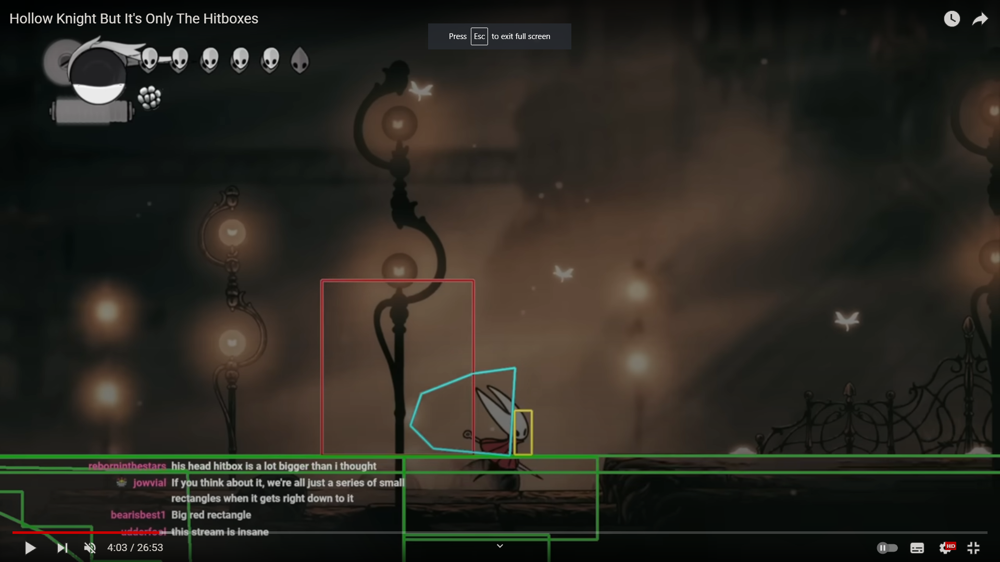 Hollow Knight But It's Only The Hitboxes
Press Esc to exit full screen
reborninthestars his head hitbox is a lot bigger than i thought
jowvial If you think about it, we're all just a series of small
rectangles when it gets right down to it
bearisbest1 Big red rectangle
udderfool this stream is insane
4:03 / 26:53
HD